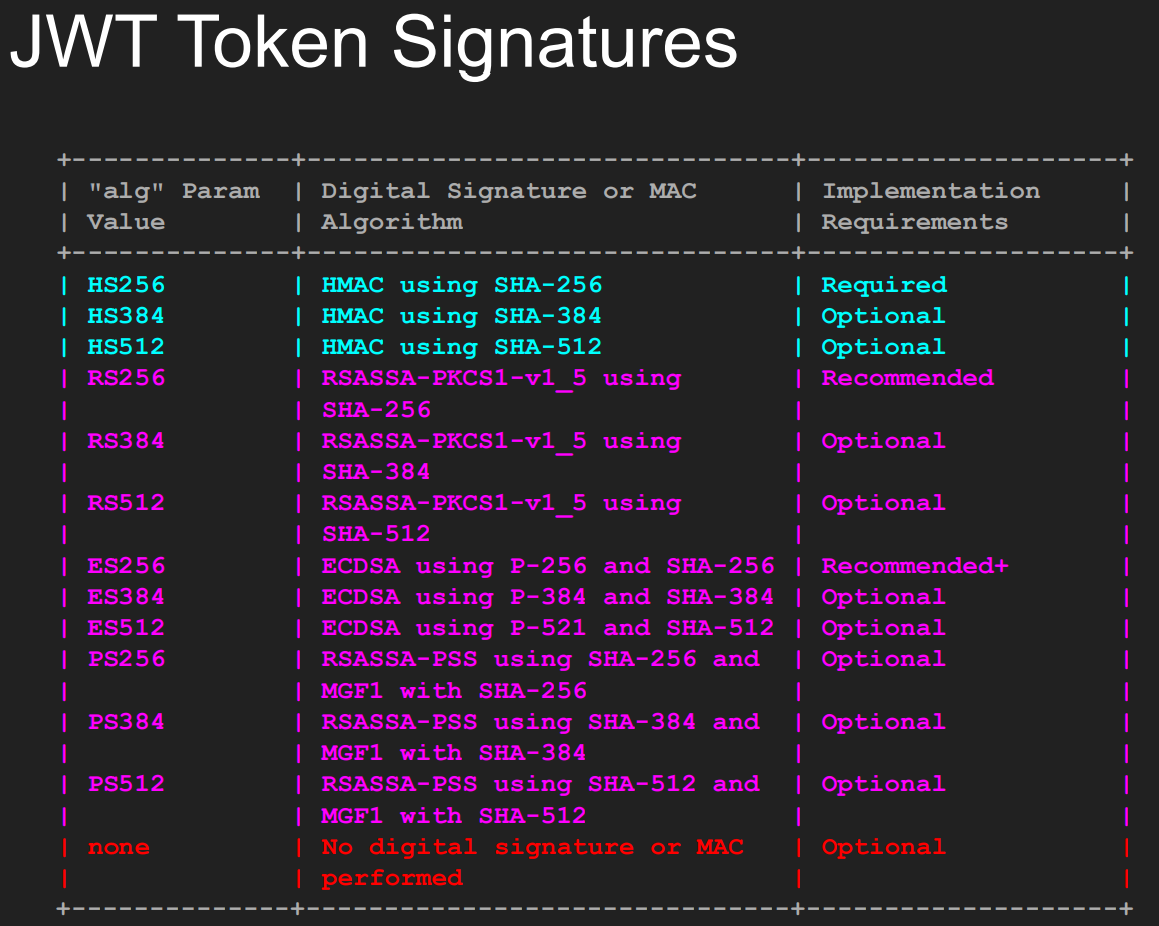 JWT Token Signatures
+--------------+-------------------------------+--------------------+
| "alg" Param  | Digital Signature or MAC      | Implementation     |
| Value        | Algorithm                     | Requirements       |
+--------------+-------------------------------+--------------------+
| HS256        | HMAC using SHA-256            | Required           |
| HS384        | HMAC using SHA-384            | Optional           |
| HS512        | HMAC using SHA-512            | Optional           |
| RS256        | RSASSA-PKCS1-v1_5 using       | Recommended        |
|              | SHA-256                       |                    |
| RS384        | RSASSA-PKCS1-v1_5 using       | Optional           |
|              | SHA-384                       |                    |
| RS512        | RSASSA-PKCS1-v1_5 using       | Optional           |
|              | SHA-512                       |                    |
| ES256        | ECDSA using P-256 and SHA-256 | Recommended+       |
| ES384        | ECDSA using P-384 and SHA-384 | Optional           |
| ES512        | ECDSA using P-521 and SHA-512 | Optional           |
| PS256        | RSASSA-PSS using SHA-256 and  | Optional           |
|              | MGF1 with SHA-256             |                    |
| PS384        | RSASSA-PSS using SHA-384 and  | Optional           |
|              | MGF1 with SHA-384             |                    |
| PS512        | RSASSA-PSS using SHA-512 and  | Optional           |
|              | MGF1 with SHA-512             |                    |
| none         | No digital signature or MAC   | Optional           |
|              | performed                     |                    |
+--------------+-------------------------------+--------------------+